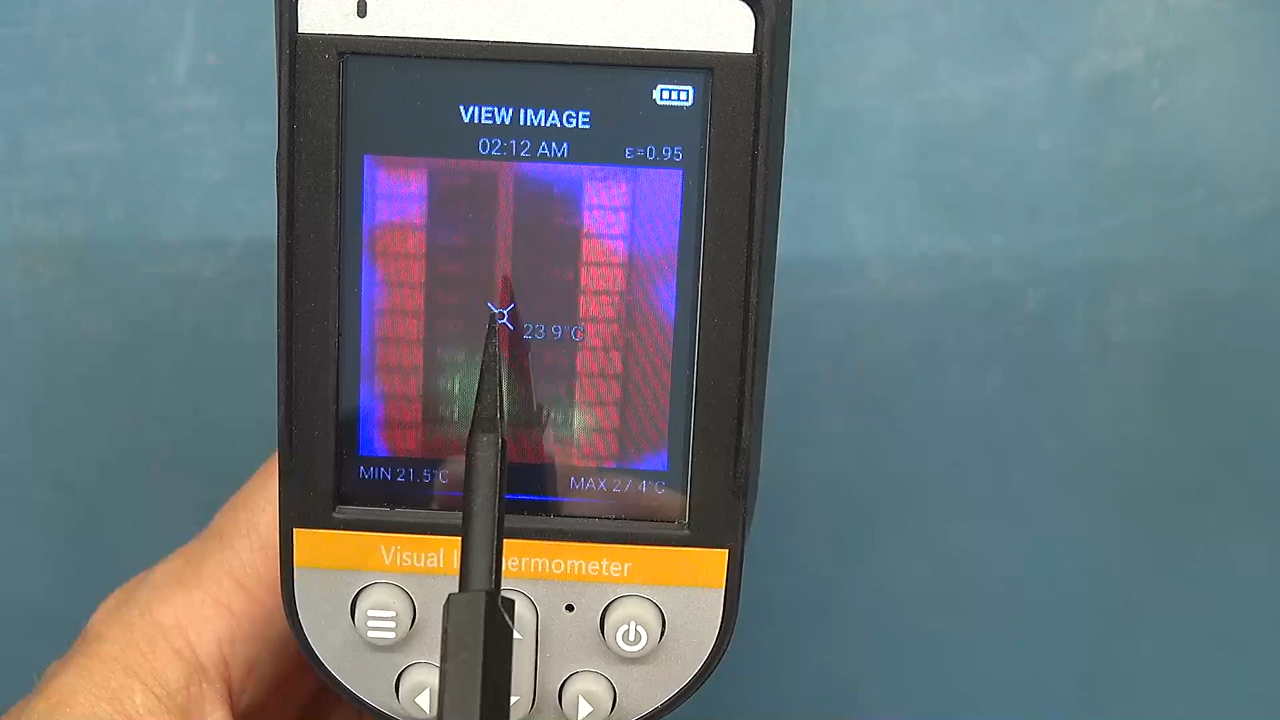 VIEW IMAGE
02:12 AM
ε=0.95
23.9°C
MIN 21.5°C
MAX 27.4°C
Visual I ermometer